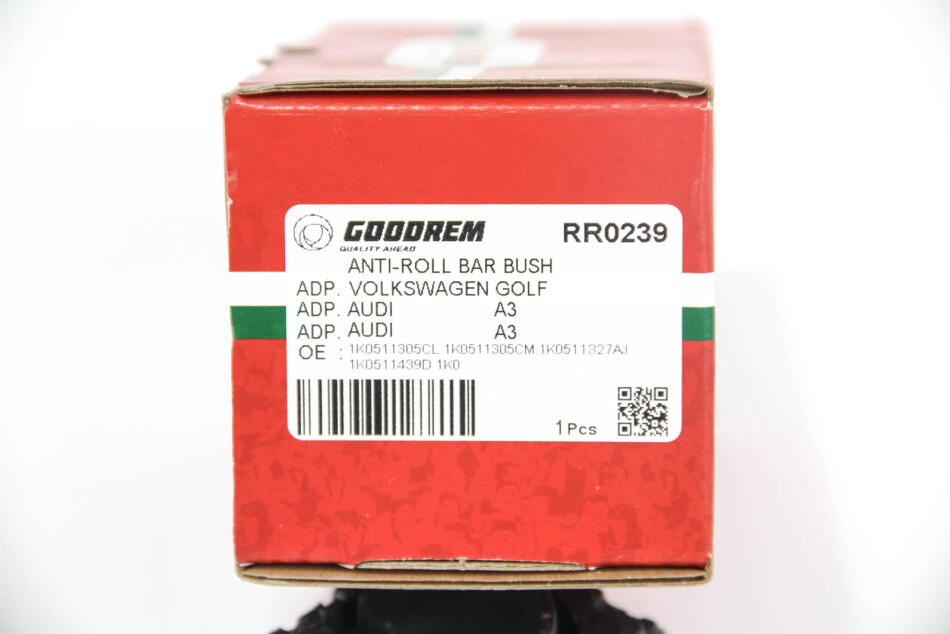 GOODREM RR0239
QUALITY AHEAD
ANTI-ROLL BAR BUSH
ADP. VOLKSWAGEN GOLF
ADP. AUDI A3
ADP. AUDI A3
OE : 1K0511305CL 1K0511305CM 1K0511327AJ
1K0511439D 1K0
1Pcs